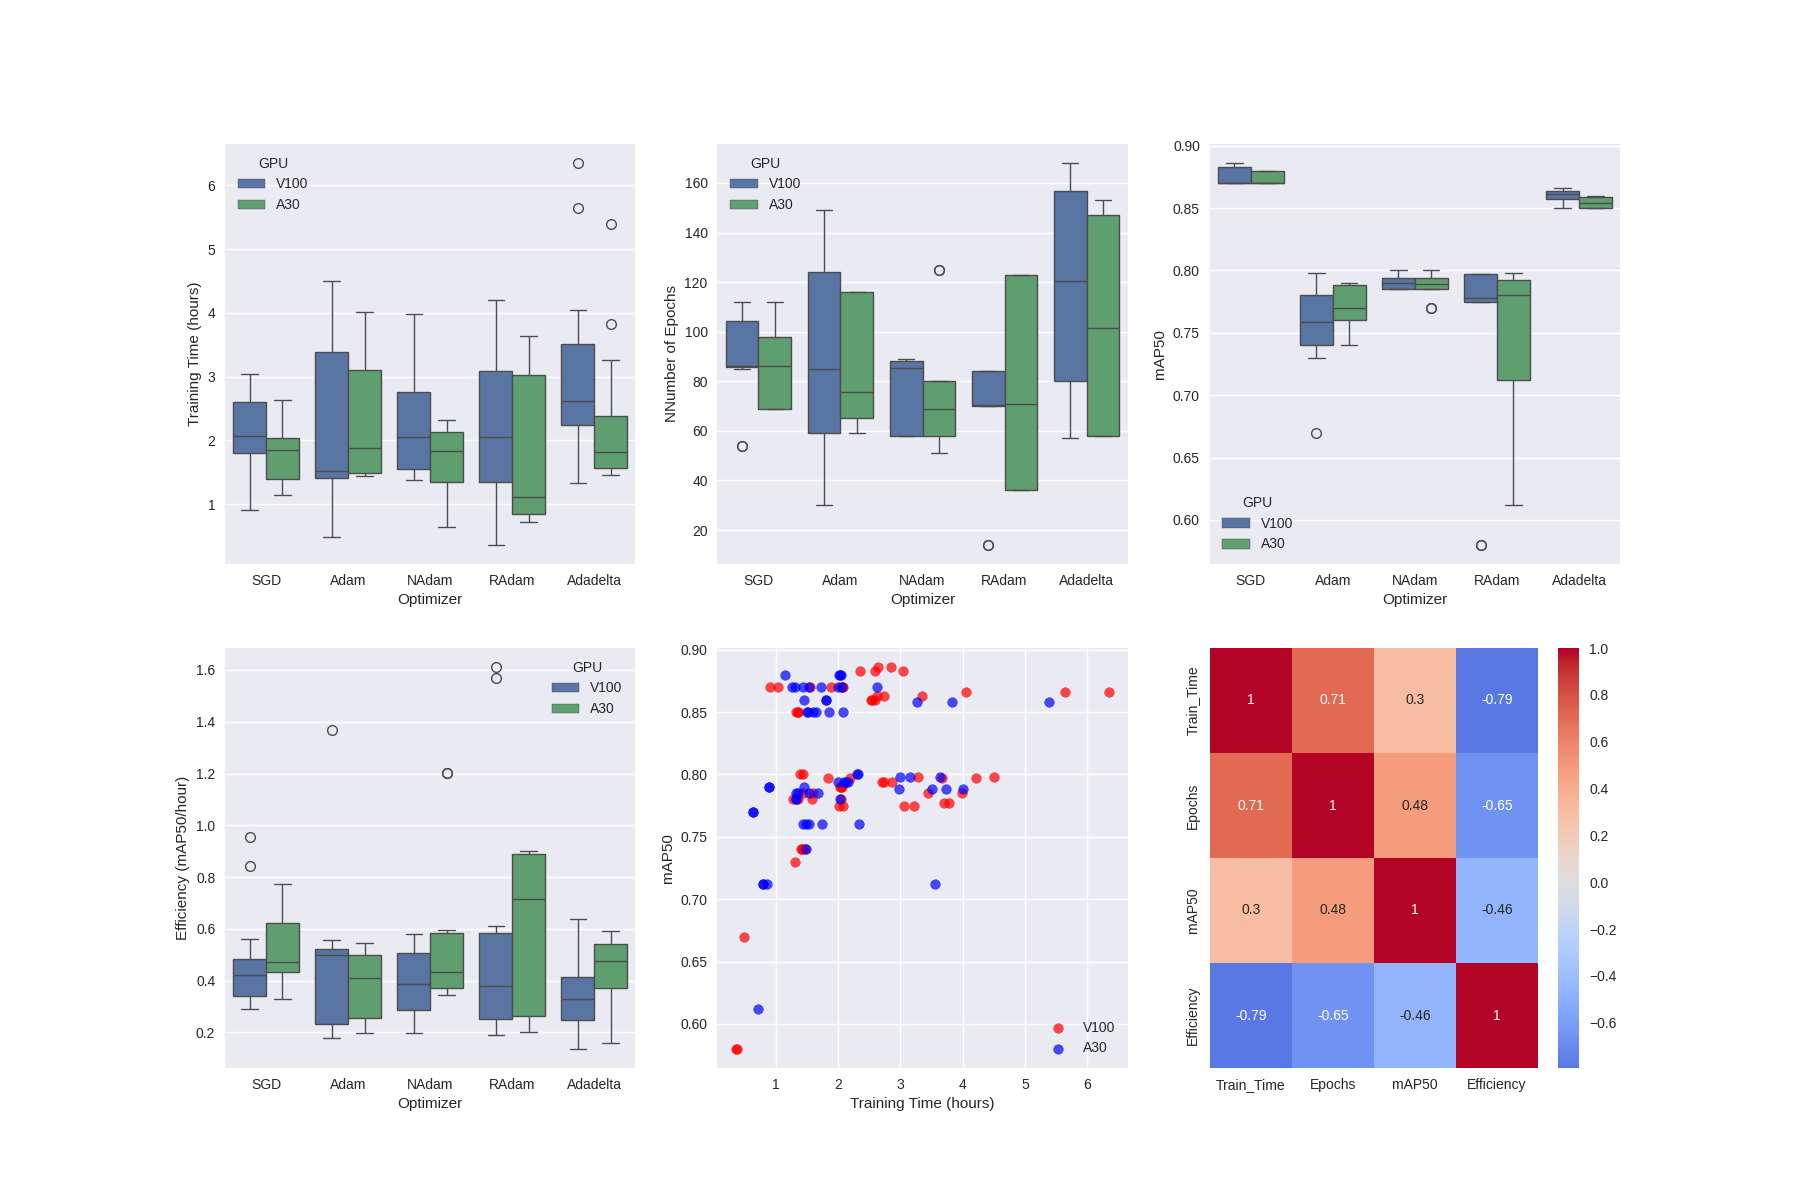 GPU
V100
A30
6
5
4
3
2
1
Training Time (hours)
SGD
Adam
NAdam
RAdam
Adadelta
Optimizer
GPU
V100
A30
160
140
120
100
80
60
40
20
NNumber of Epochs
SGD
Adam
NAdam
RAdam
Adadelta
Optimizer
0.90
0.85
0.80
0.75
0.70
0.65
0.60
mAP50
GPU
V100
A30
SGD
Adam
NAdam
RAdam
Adadelta
Optimizer
GPU
V100
A30
1.6
1.4
1.2
1.0
0.8
0.6
0.4
0.2
Efficiency (mAP50/hour)
SGD
Adam
NAdam
RAdam
Adadelta
Optimizer
0.90
0.85
0.80
0.75
0.70
0.65
0.60
mAP50
V100
A30
1
2
3
4
5
6
Training Time (hours)
Train_Time
1
0.71
0.3
-0.79
Epochs
0.71
1
0.48
-0.65
mAP50
0.3
0.48
1
-0.46
Efficiency
-0.79
-0.65
-0.46
1
Train_Time
Epochs
mAP50
Efficiency
1.0
0.8
0.6
0.4
0.2
0.0
−0.2
−0.4
−0.6